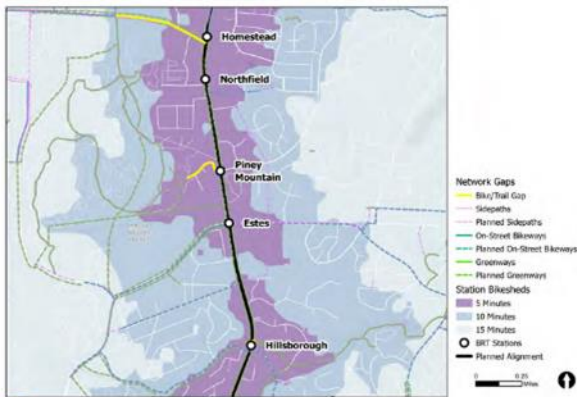 Homestead
Northfield
Piney
Mountain
Estes
Hillsborough
Network Gaps
Bike/Trail Gap
Sidepaths
Planned Sidepaths
On-Street Bikeways
Planned On-Street Bikeways
Greenways
Planned Greenways
Station Bikesheds
5 Minutes
10 Minutes
15 Minutes
BRT Stations
Planned Alignment
0 0.25
Miles